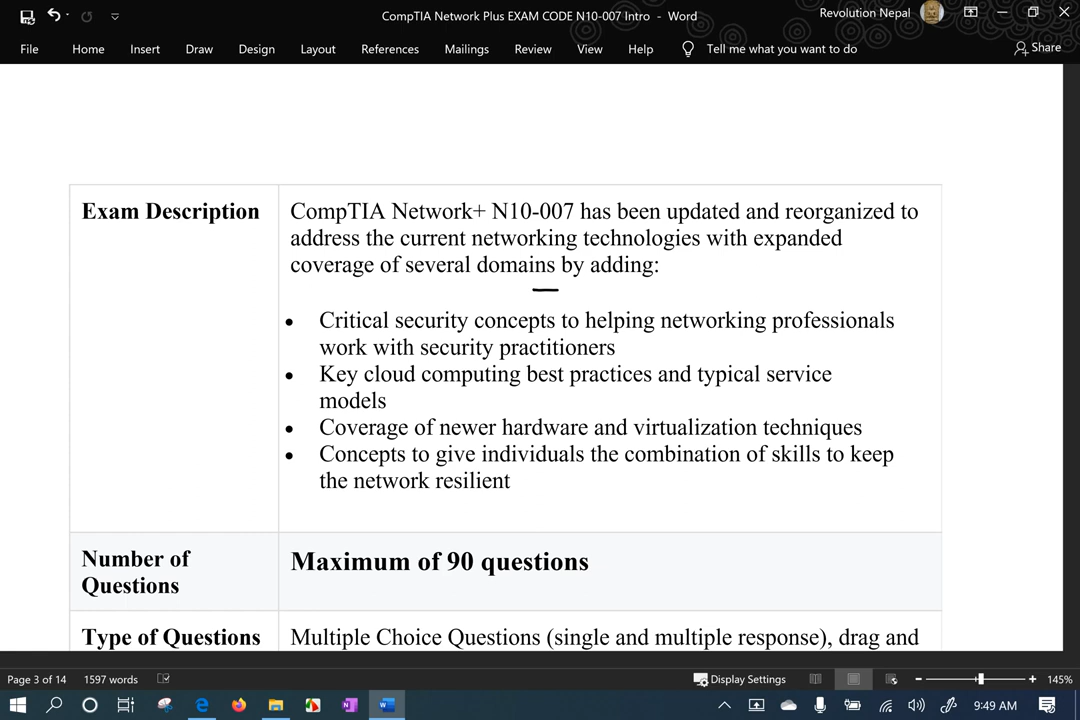 CompTIA Network Plus EXAM CODE N10-007 Intro - Word
Revolution Nepal
File Home Insert Draw Design Layout References Mailings Review View Help Tell me what you want to do Share
Exam Description
CompTIA Network+ N10-007 has been updated and reorganized to
address the current networking technologies with expanded
coverage of several domains by adding:
• Critical security concepts to helping networking professionals
work with security practitioners
• Key cloud computing best practices and typical service
models
• Coverage of newer hardware and virtualization techniques
• Concepts to give individuals the combination of skills to keep
the network resilient
Number of
Questions
Maximum of 90 questions
Type of Questions
Multiple Choice Questions (single and multiple response), drag and
Page 3 of 14 1597 words Display Settings 145%
9:49 AM